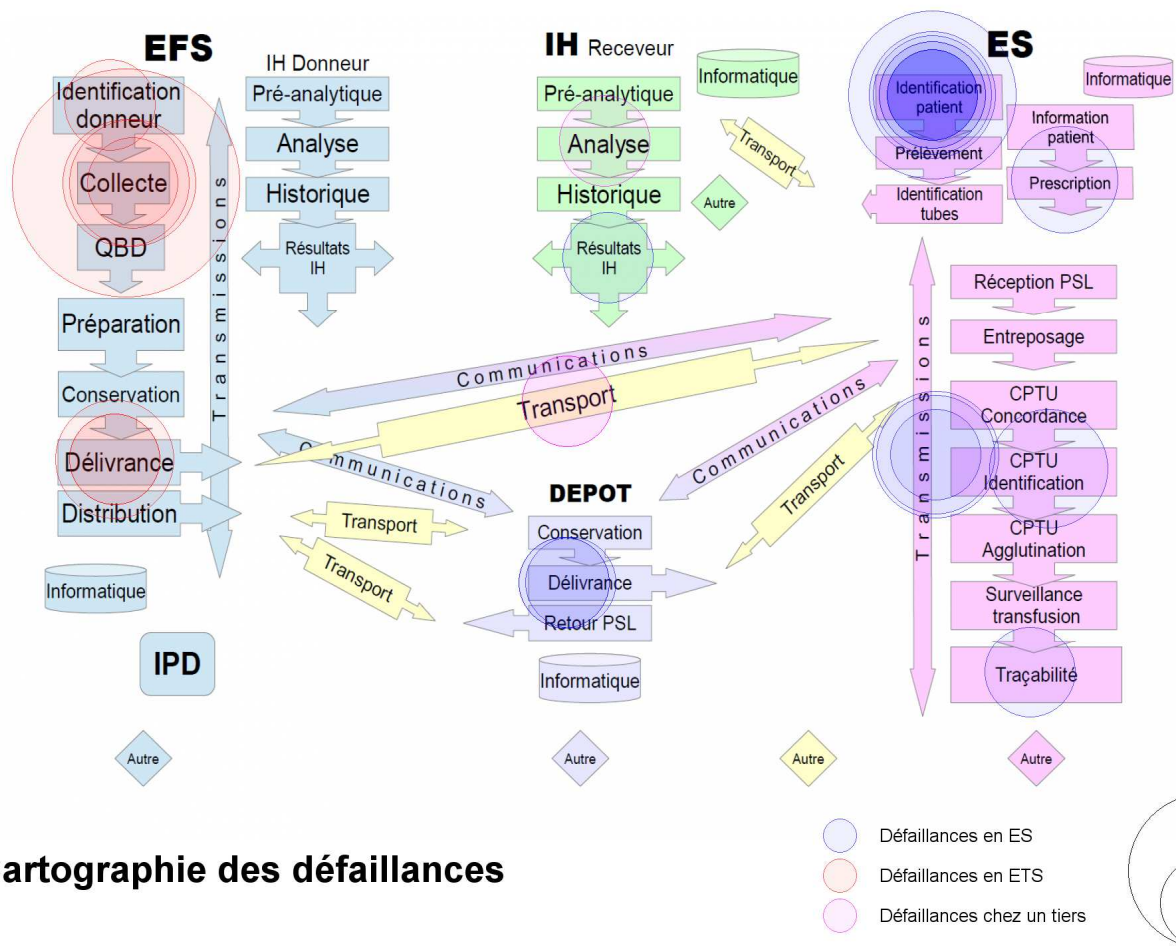 EFS
Identification
donneur
Collecte
QBD
Préparation
Conservation
Délivrance
Distribution
Informatique
IPD
Autre
Transmissions
IH Donneur
Pré-analytique
Analyse
Historique
Résultats
IH
IH Receveur
Pré-analytique
Analyse
Historique
Résultats
IH
Informatique
Transport
Autre
Communications
Transport
Communications
Communications
Transport
Transport
Transport
DEPOT
Conservation
Délivrance
Retour PSL
Informatique
Autre
Autre
ES
Identification
patient
Prélèvement
Identification
tubes
Informatique
Information
patient
Prescription
Transmissions
Réception PSL
Entreposage
CPTU
Concordance
CPTU
Identification
CPTU
Agglutination
Surveillance
transfusion
Traçabilité
Autre
artographie des défaillances
Défaillances en ES
Défaillances en ETS
Défaillances chez un tiers